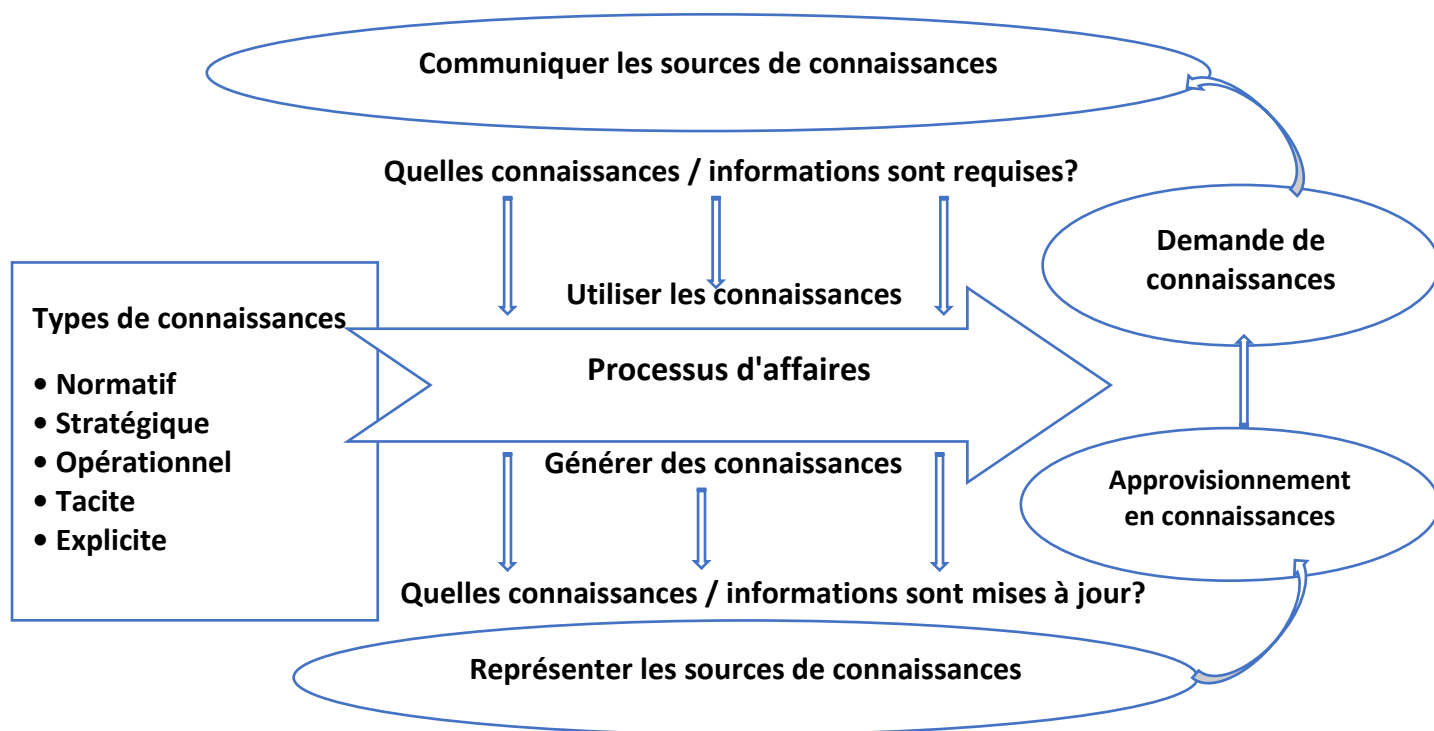 Communiquer les sources de connaissances
Quelles connaissances / informations sont requises?
Demande de
connaissances
Utiliser les connaissances
Types de connaissances
• Normatif
• Stratégique
• Opérationnel
• Tacite
• Explicite
Processus d'affaires
Générer des connaissances
Approvisionnement
en connaissances
Quelles connaissances / informations sont mises à jour?
Représenter les sources de connaissances